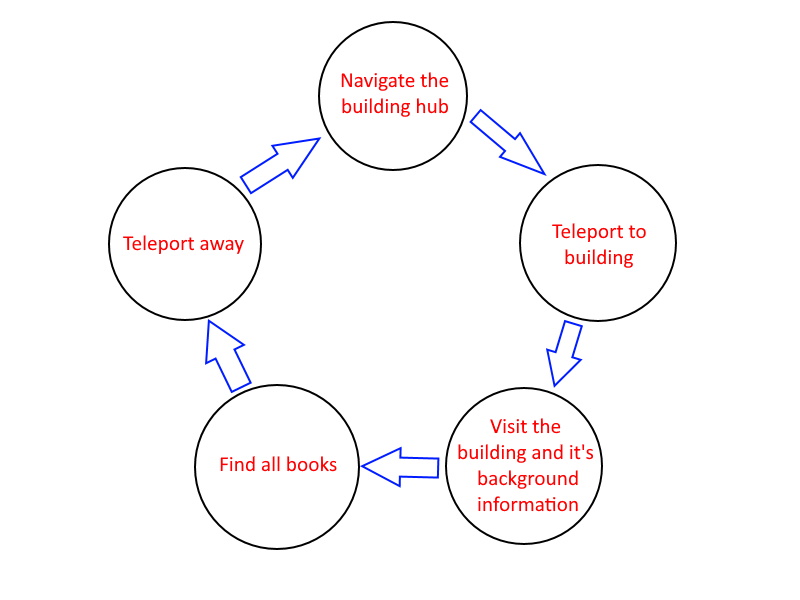 Navigate the
building hub
Teleport to
building
Visit the
building and it's
background
information
Find all books
Teleport away